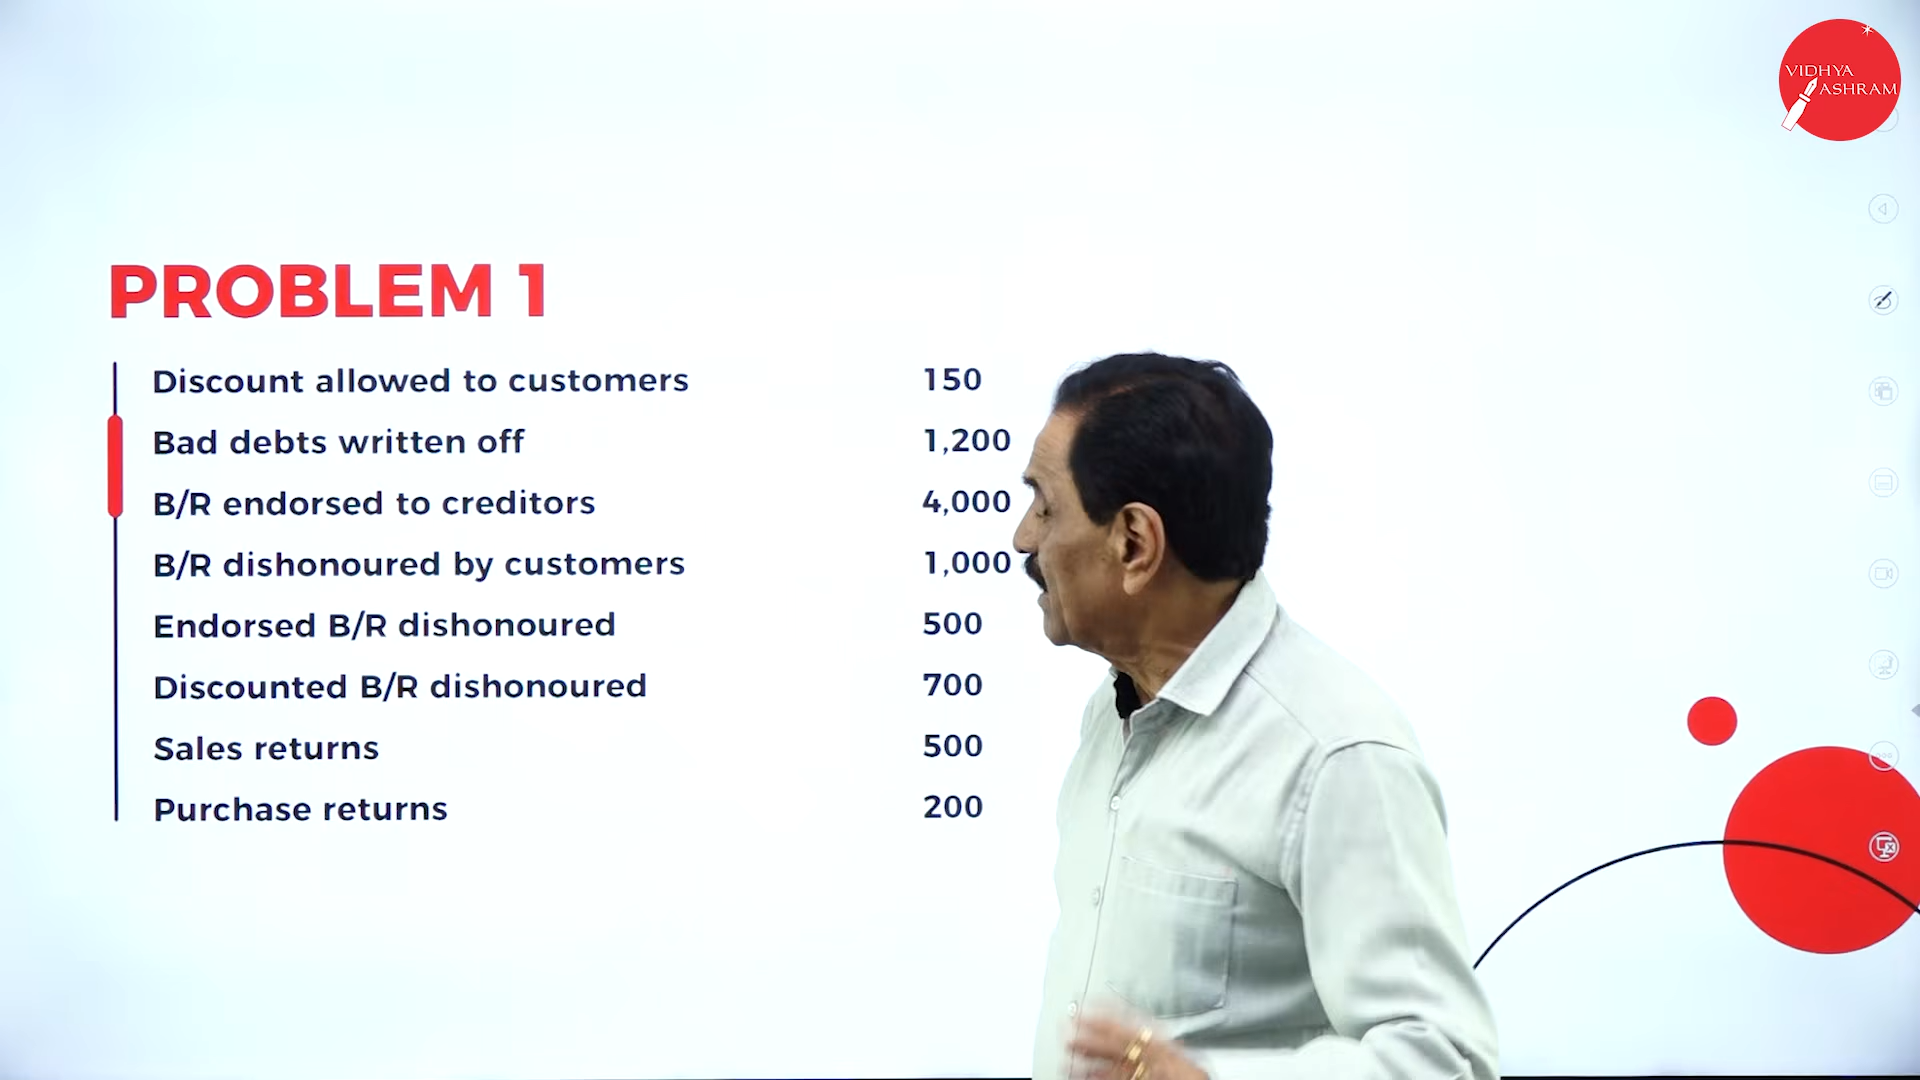 VIDHYA
ASHRAM
PROBLEM 1
Discount allowed to customers 150
Bad debts written off 1,200
B/R endorsed to creditors 4,000
B/R dishonoured by customers 1,000
Endorsed B/R dishonoured 500
Discounted B/R dishonoured 700
Sales returns 500
Purchase returns 200